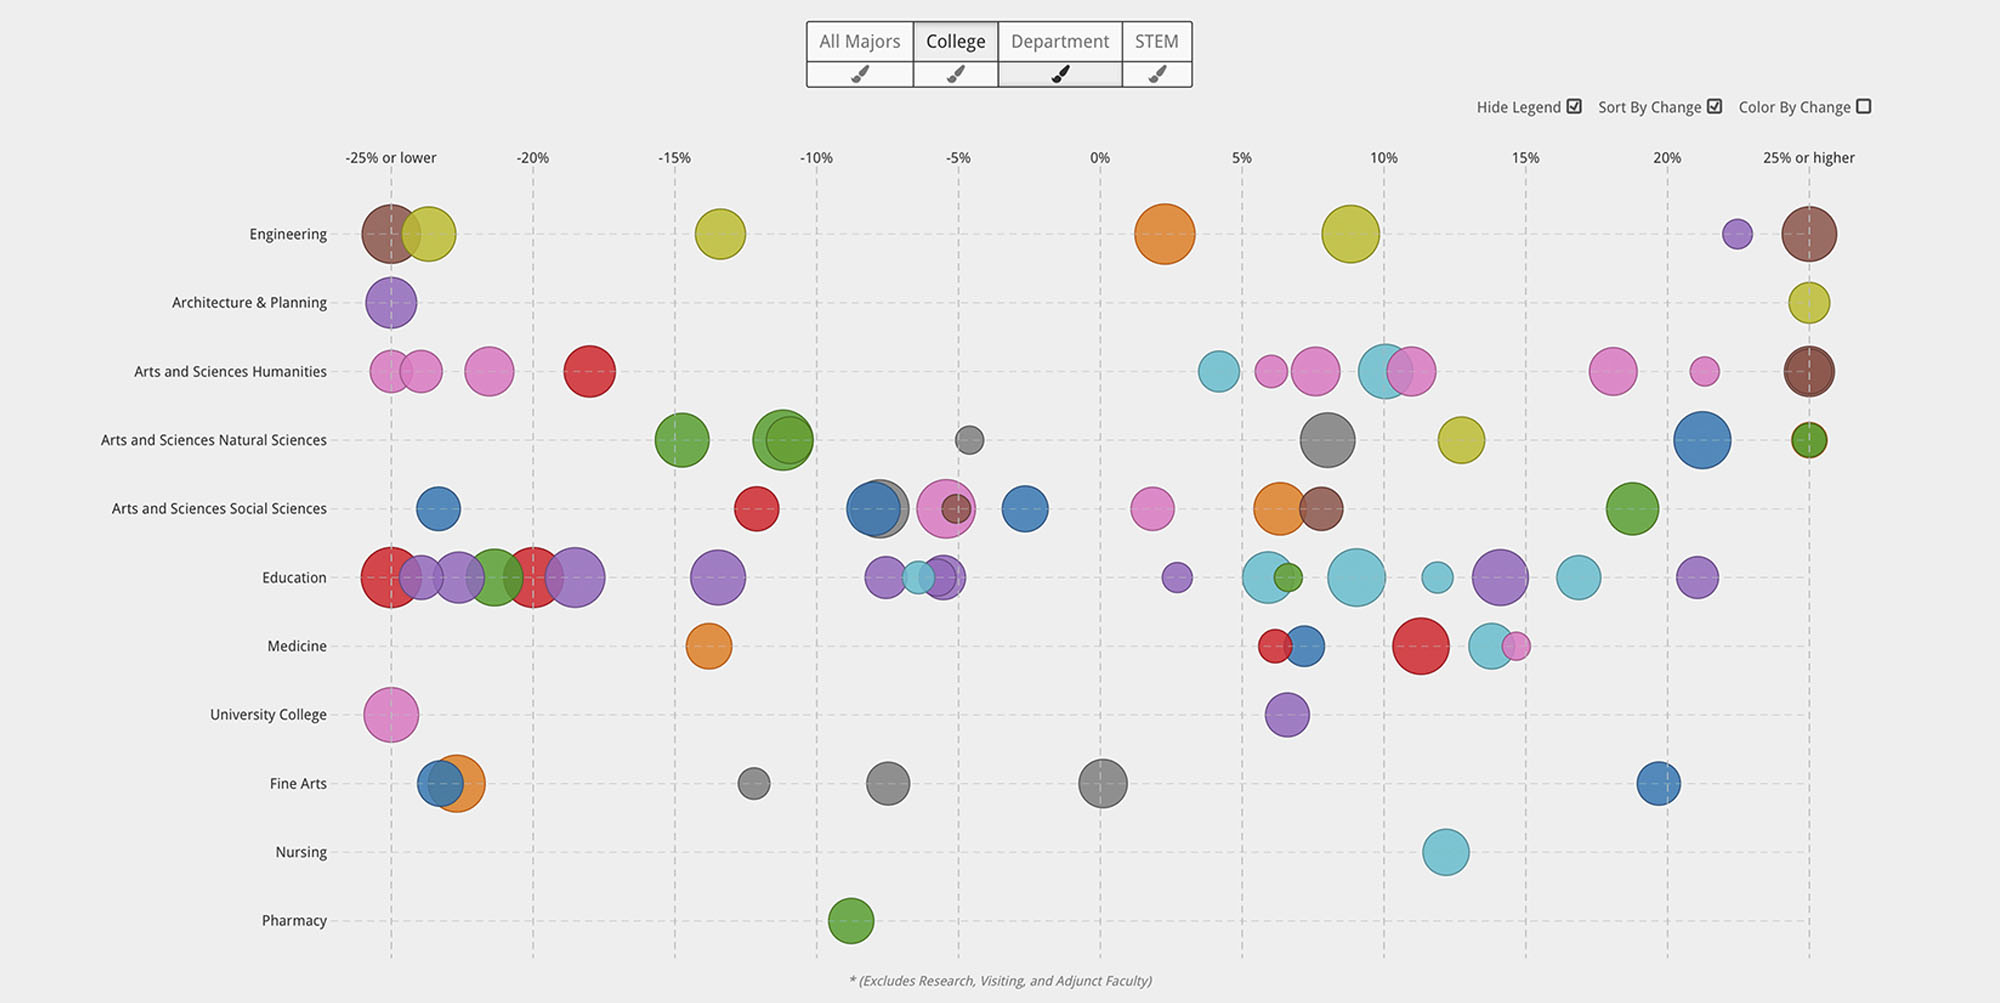 All Majors College Department STEM
Hide Legend Sort By Change Color By Change
-25% or lower -20% -15% -10% -5% 0% 5% 10% 15% 20% 25% or higher
Engineering
Architecture & Planning
Arts and Sciences Humanities
Arts and Sciences Natural Sciences
Arts and Sciences Social Sciences
Education
Medicine
University College
Fine Arts
Nursing
Pharmacy
* (Excludes Research, Visiting, and Adjunct Faculty)